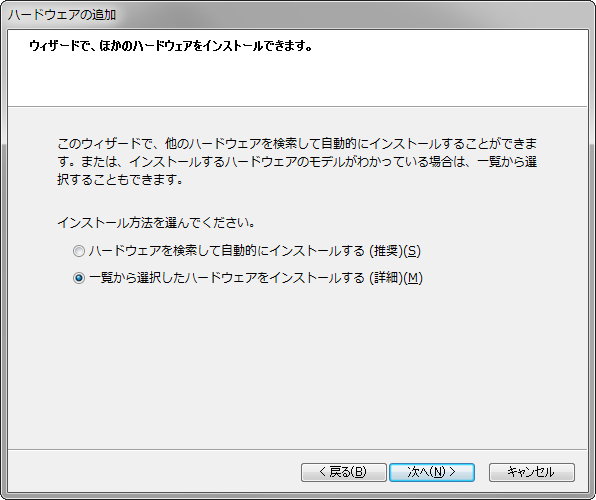 ハードウェアの追加
ウィザードで、ほかのハードウェアをインストールできます。
このウィザードで、他のハードウェアを検索して自動的にインストールすることができま
す。または、インストールするハードウェアのモデルがわかっている場合は、一覧から選
択することもできます。
インストール方法を選んでください。
ハードウェアを検索して自動的にインストールする (推奨)(S)
一覧から選択したハードウェアをインストールする (詳細)(M)
< 戻る(B) 次へ(N) > キャンセル